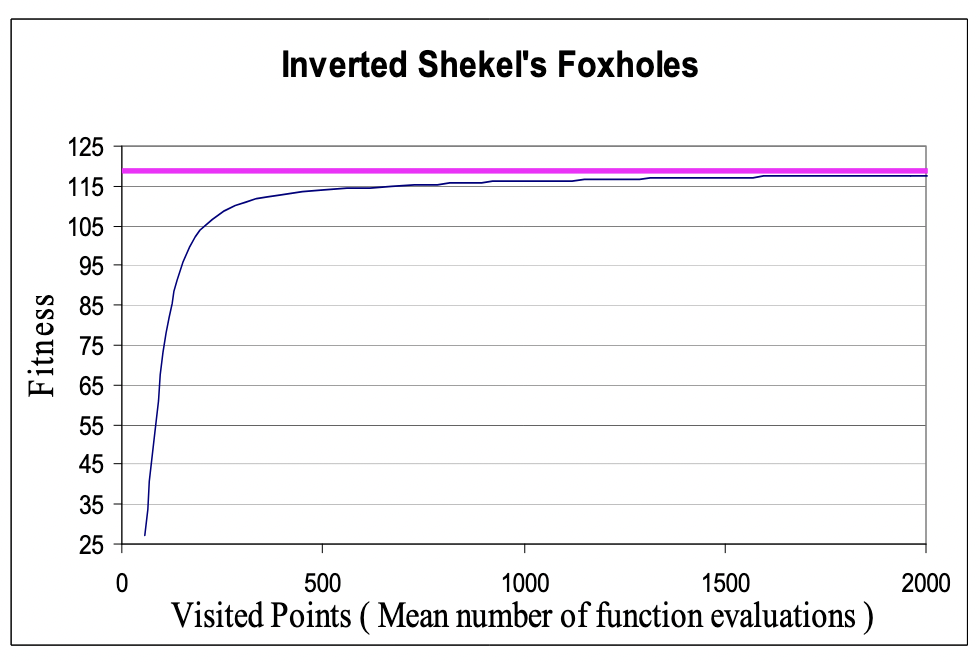 Inverted Shekel's Foxholes
125
115
105
95
85
75
65
55
45
35
25
Fitness
0 500 1000 1500 2000
Visited Points ( Mean number of function evaluations )